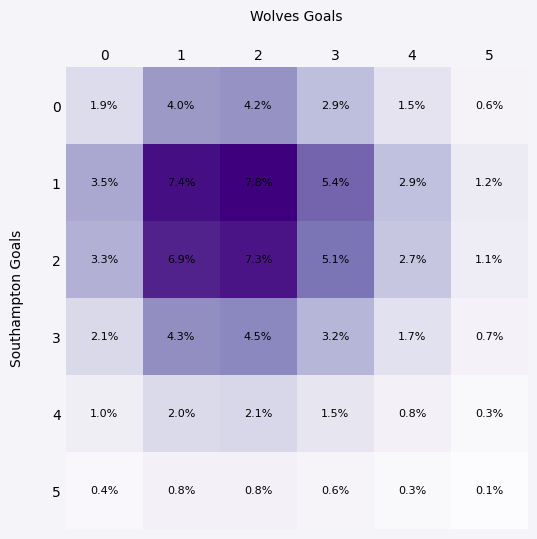 Wolves Goals
0 1 2 3 4 5
Southampton Goals
0 1.9% 4.0% 4.2% 2.9% 1.5% 0.6%
1 3.5% 7.4% 7.8% 5.4% 2.9% 1.2%
2 3.3% 6.9% 7.3% 5.1% 2.7% 1.1%
3 2.1% 4.3% 4.5% 3.2% 1.7% 0.7%
4 1.0% 2.0% 2.1% 1.5% 0.8% 0.3%
5 0.4% 0.8% 0.8% 0.6% 0.3% 0.1%